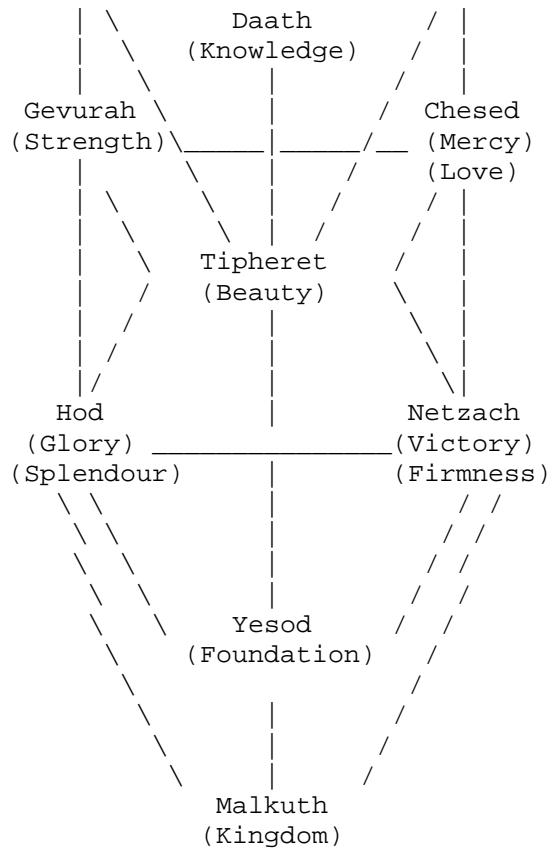 Daath
(Knowledge)
Gevurah Chesed
(Strength) (Mercy)
(Love)
Tipheret
(Beauty)
Hod Netzach
(Glory) (Victory)
(Splendour) (Firmness)
Yesod
(Foundation)
Malkuth
(Kingdom)